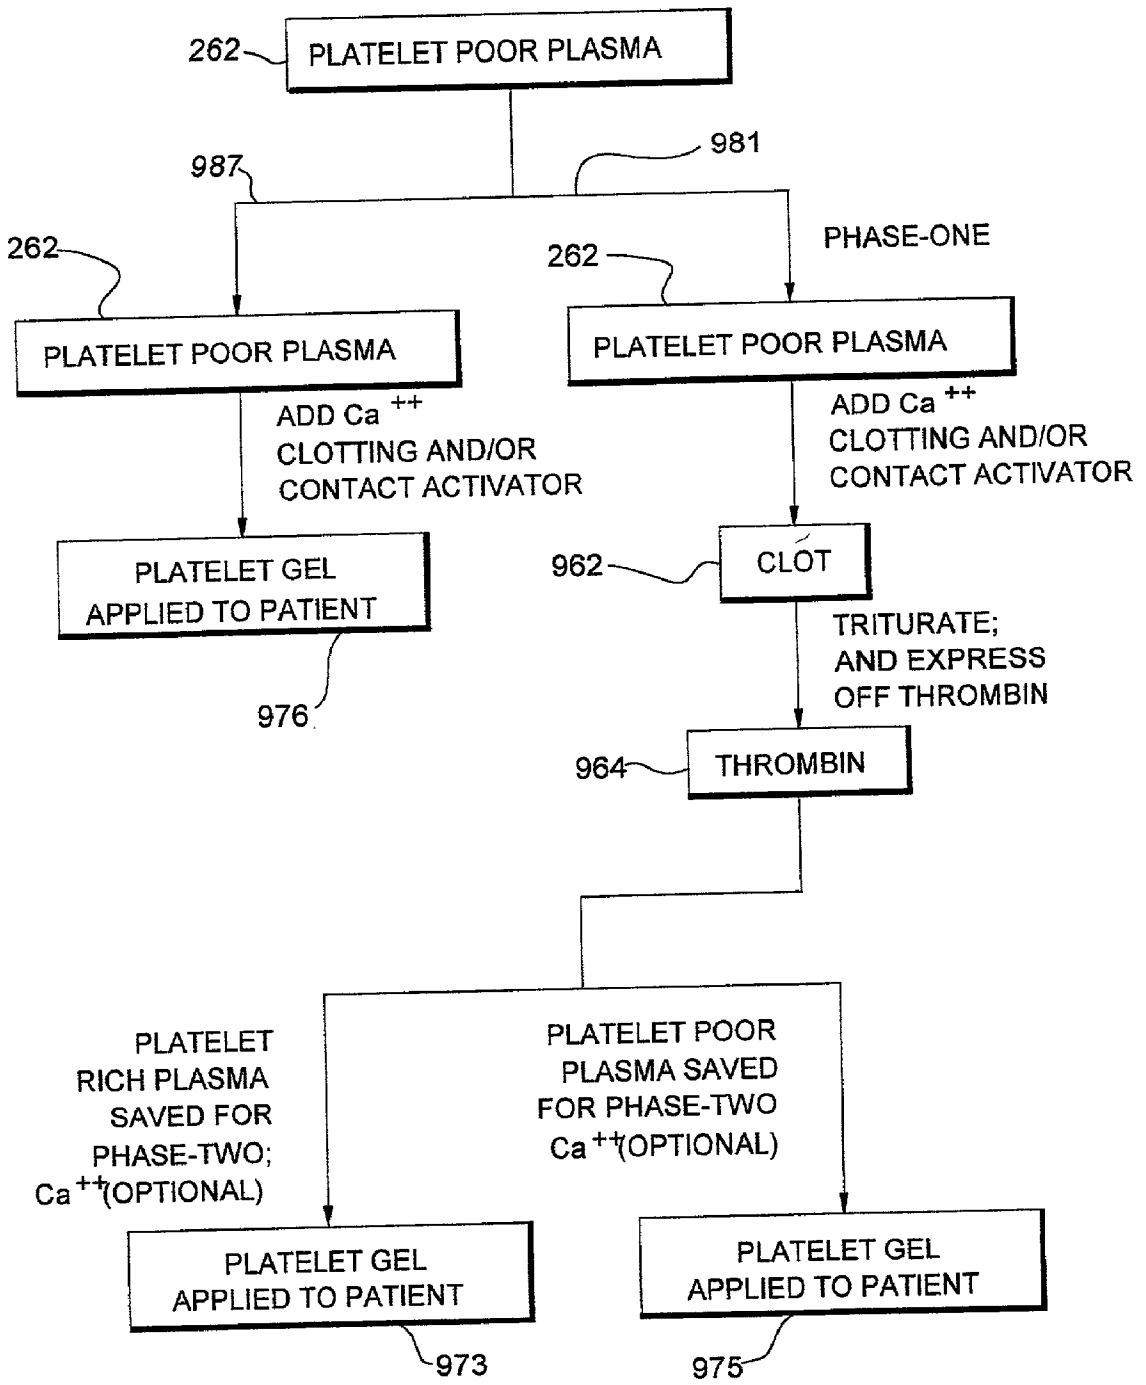 262
PLATELET POOR PLASMA
987
981
PHASE-ONE
262
PLATELET POOR PLASMA
262
PLATELET POOR PLASMA
ADD Ca++
CLOTTING AND/OR
CONTACT ACTIVATOR
ADD Ca++
CLOTTING AND/OR
CONTACT ACTIVATOR
PLATELET GEL
APPLIED TO PATIENT
976
962
CLOT
TRITURATE;
AND EXPRESS
OFF THROMBIN
964
THROMBIN
PLATELET
RICH PLASMA
SAVED FOR
PHASE-TWO;
Ca++(OPTIONAL)
PLATELET POOR
PLASMA SAVED
FOR PHASE-TWO
Ca++(OPTIONAL)
PLATELET GEL
APPLIED TO PATIENT
973
PLATELET GEL
APPLIED TO PATIENT
975